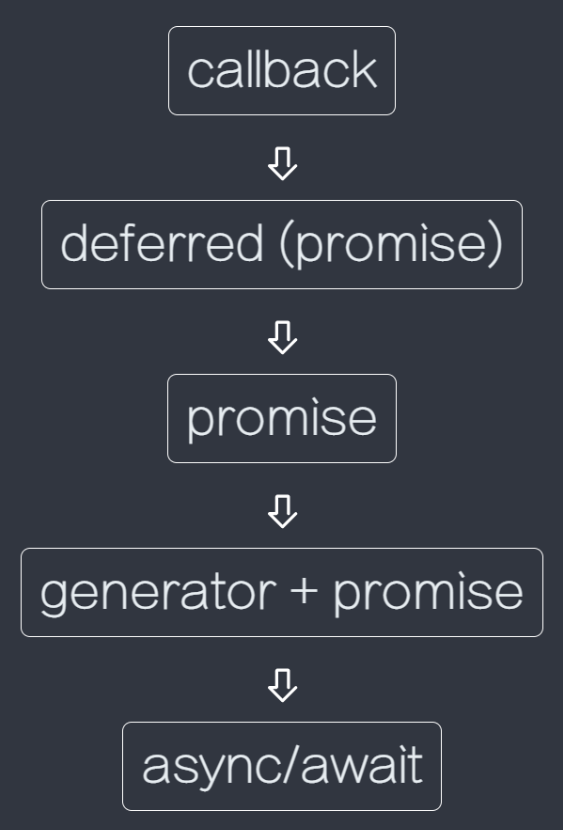 callback
deferred (promise)
promise
generator + promise
async/await